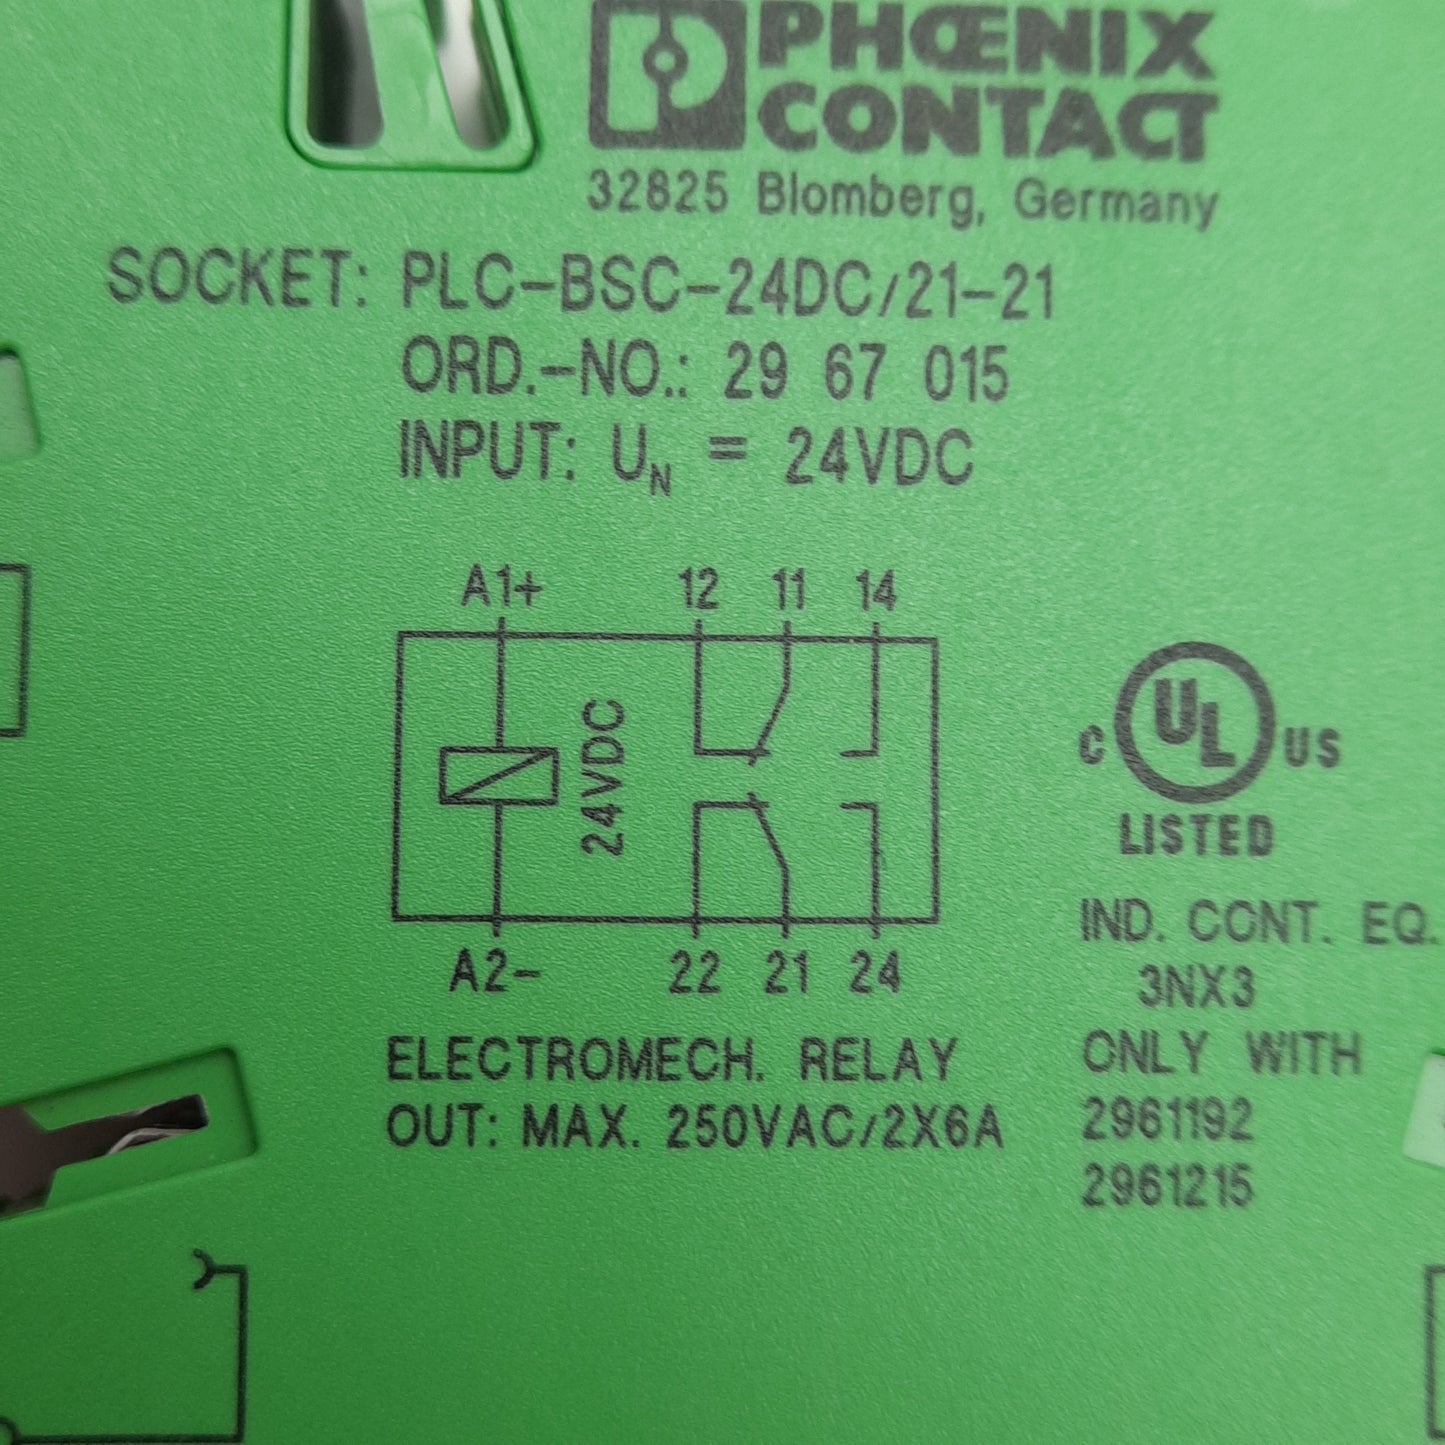 PHŒNIX
CONTACT
32825 Blomberg, Germany
SOCKET: PLC-BSC-24DC/21-21
ORD.-NO.: 29 67 015
INPUT: UN = 24VDC
A1+ 12 11 14
24VDC
A2- 22 21 24
ELECTROMECH. RELAY
OUT: MAX. 250VAC/2X6A
C UL US
LISTED
IND. CONT. EQ.
3NX3
ONLY WITH
2961192
2961215